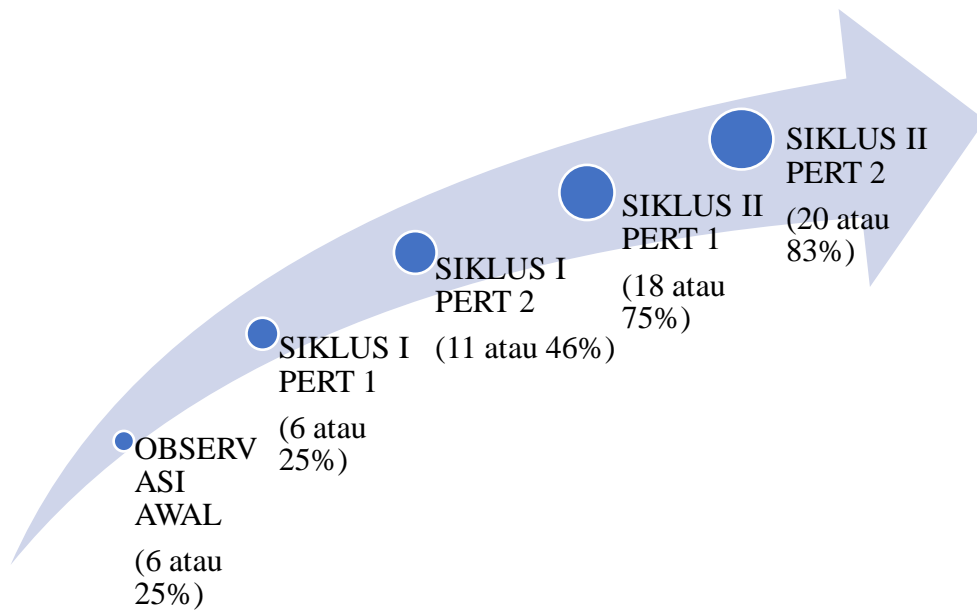 OBSERV
ASI
AWAL
(6 atau
25%)
SIKLUS I
PERT 1
(6 atau
25%)
SIKLUS I
PERT 2
(11 atau 46%)
SIKLUS II
PERT 1
(18 atau
75%)
SIKLUS II
PERT 2
(20 atau
83%)